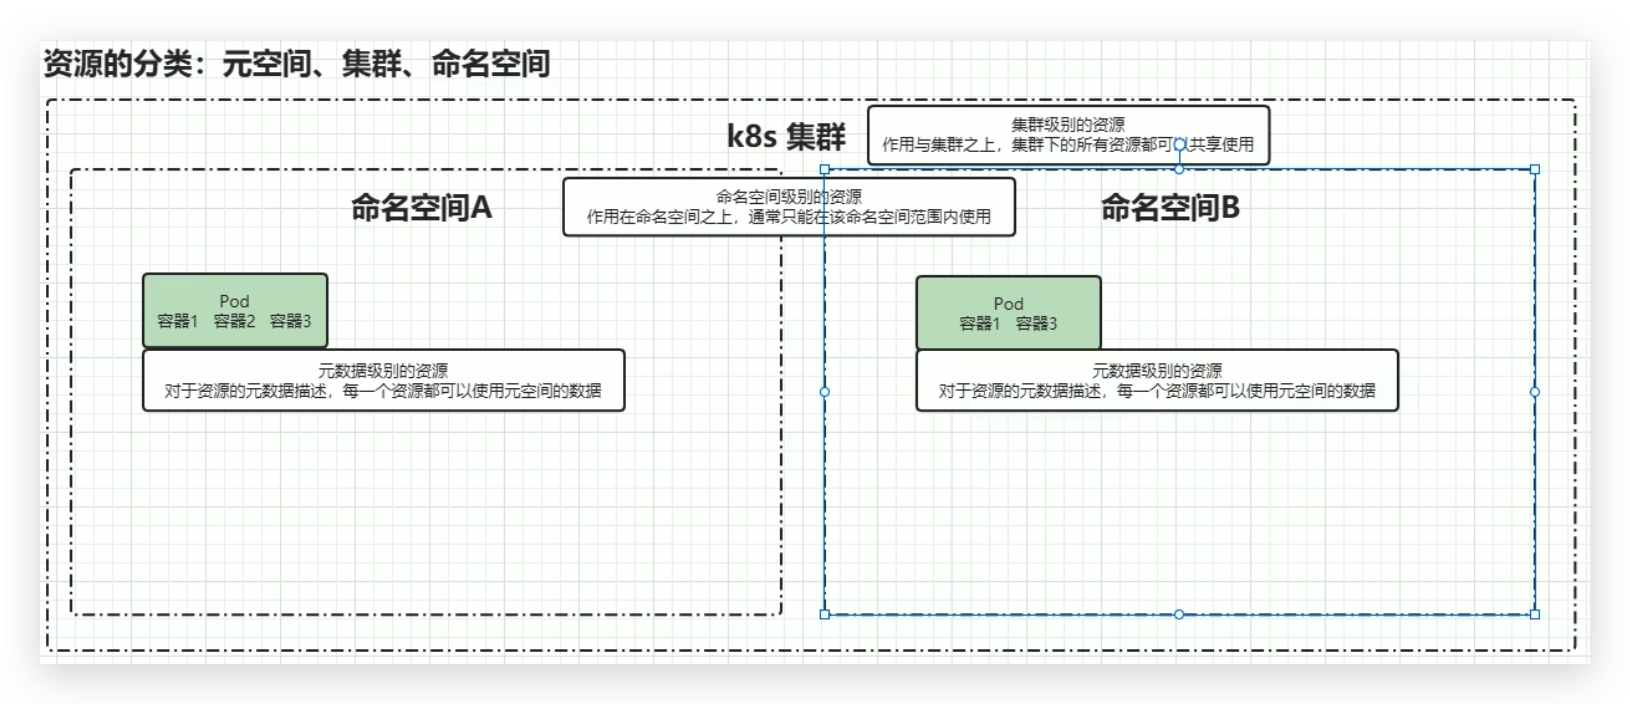 资源的分类：元空间、集群、命名空间
k8s 集群
集群级别的资源
作用与集群之上，集群下的所有资源都可以共享使用
命名空间A
命名空间级别的资源
作用在命名空间之上，通常只能在该命名空间范围内使用
命名空间B
Pod
容器1 容器2 容器3
元数据级别的资源
对于资源的元数据描述，每一个资源都可以使用元空间的数据
Pod
容器1 容器3
元数据级别的资源
对于资源的元数据描述，每一个资源都可以使用元空间的数据